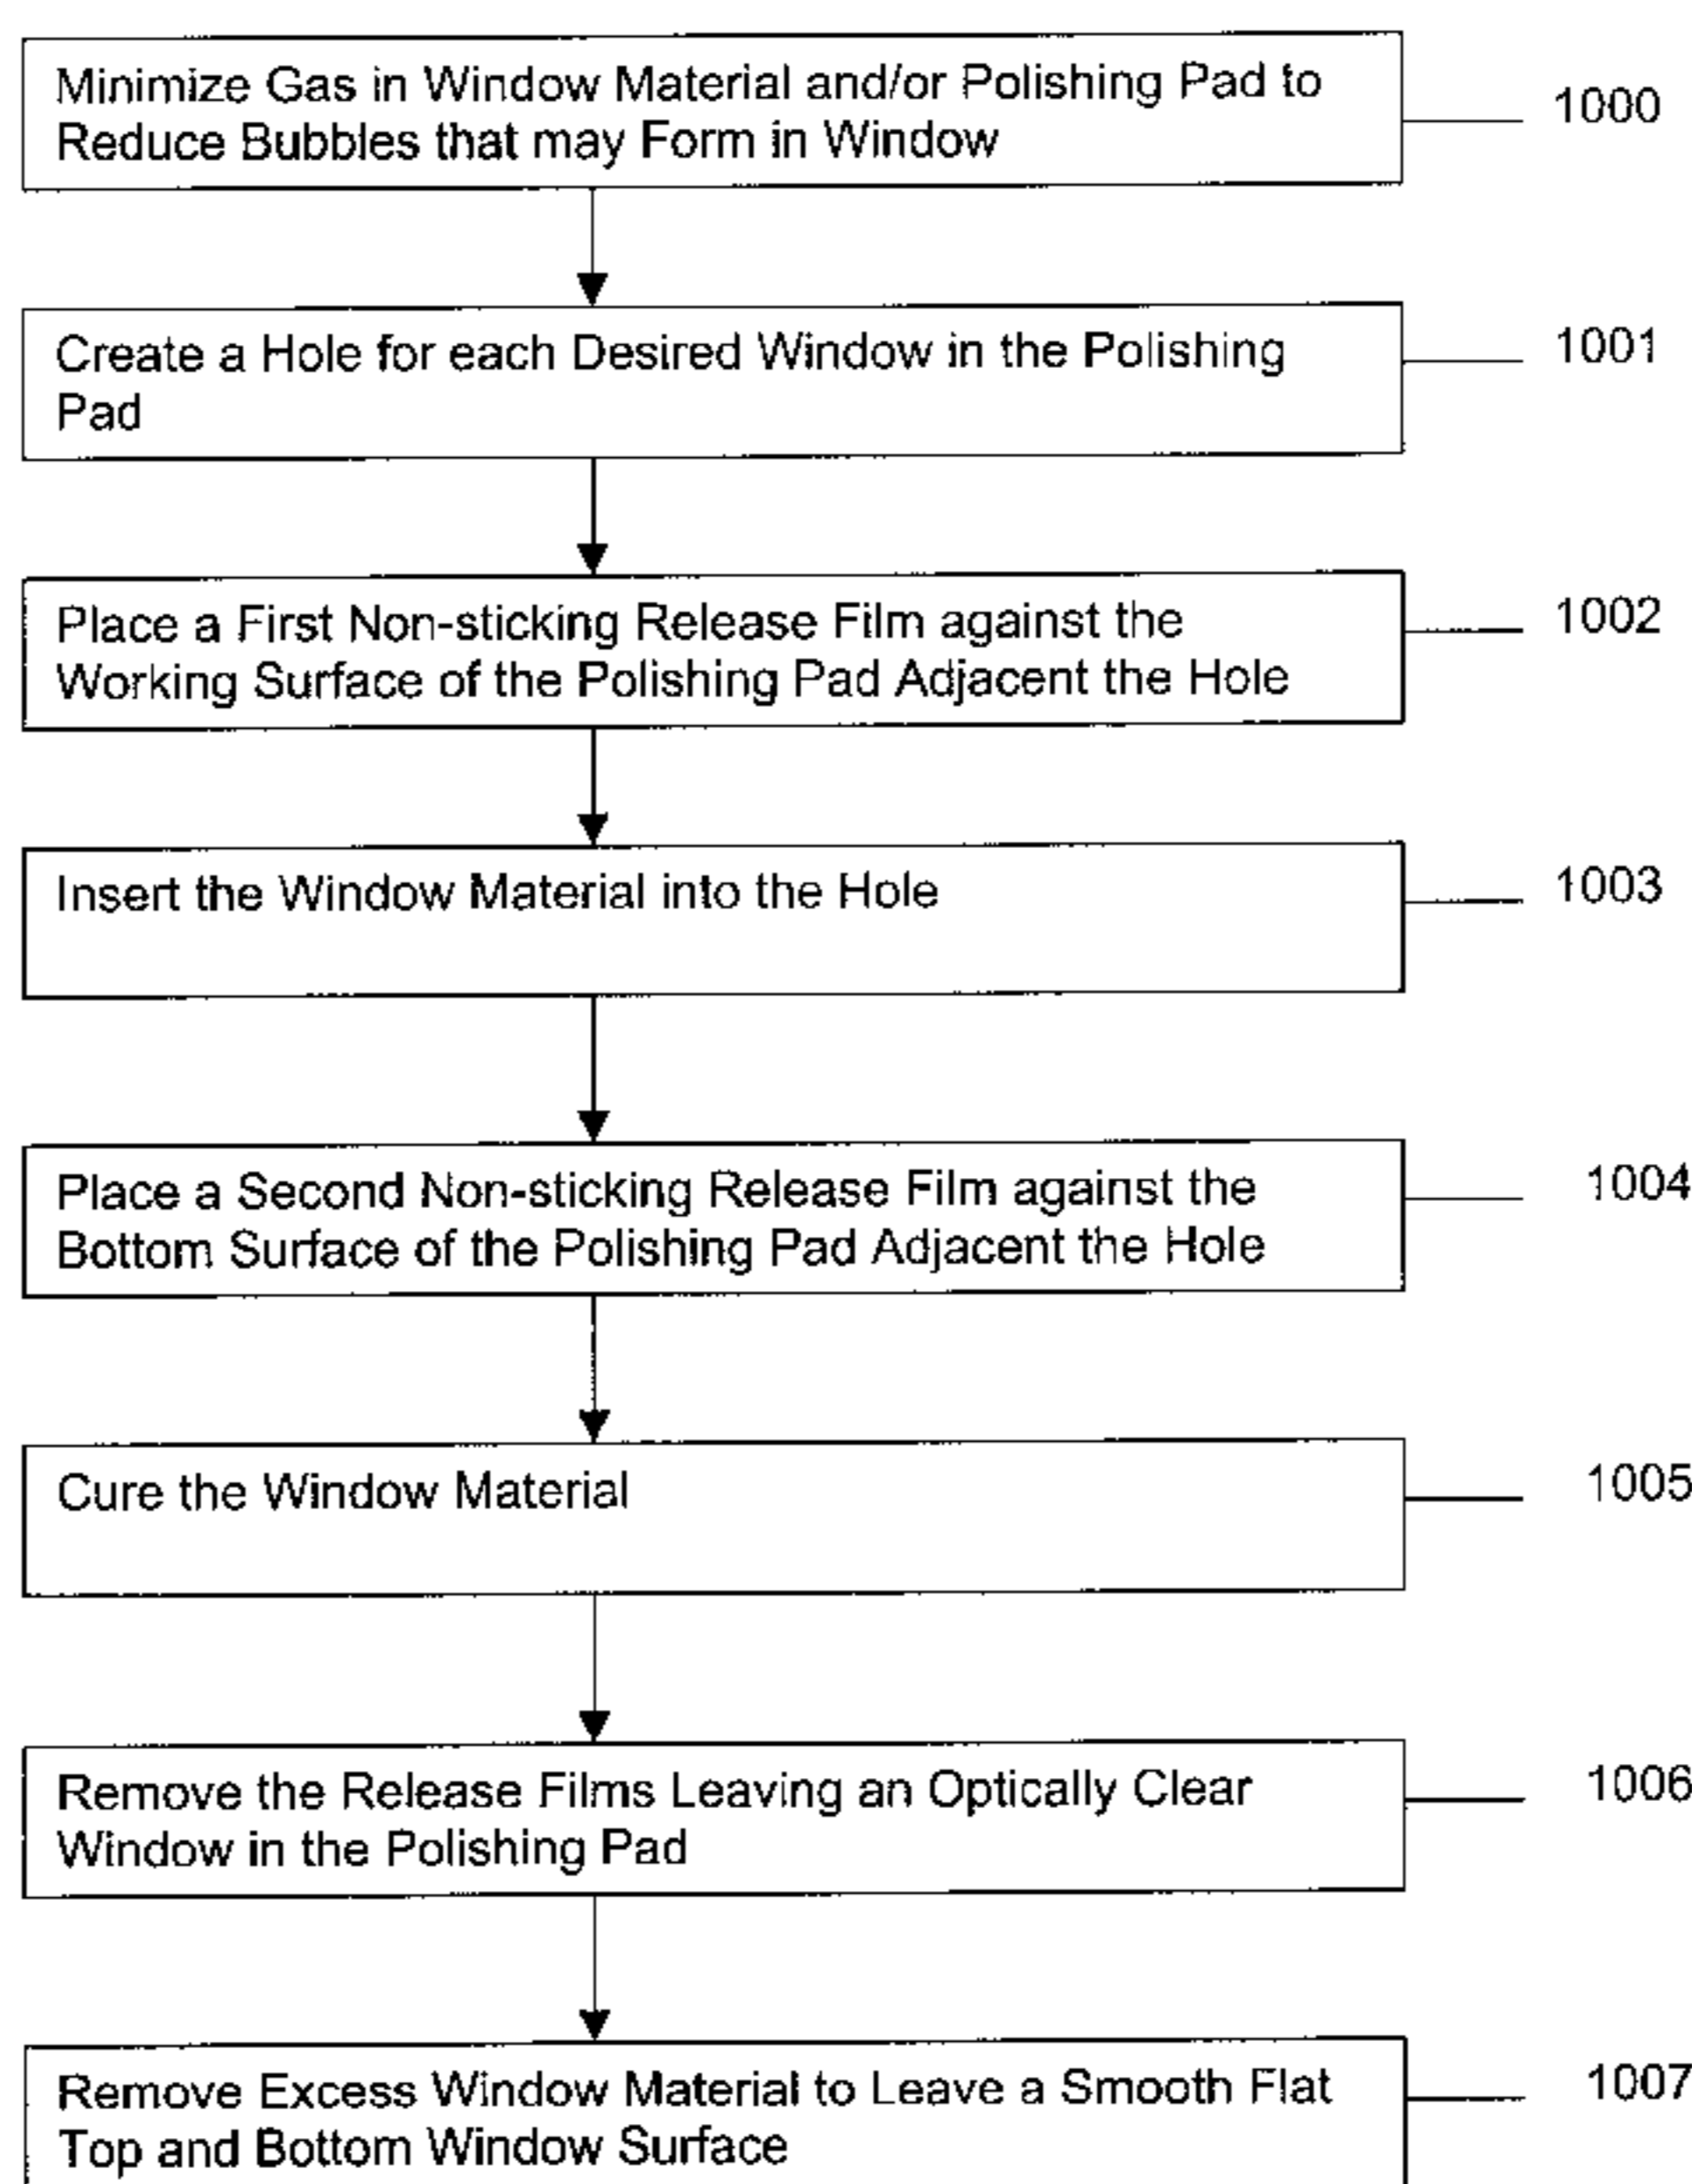 Minimize Gas in Window Material and/or Polishing Pad to
Reduce Bubbles that may Form in Window
1000
Create a Hole for each Desired Window in the Polishing
Pad
1001
Place a First Non-sticking Release Film against the
Working Surface of the Polishing Pad Adjacent the Hole
1002
Insert the Window Material into the Hole
1003
Place a Second Non-sticking Release Film against the
Bottom Surface of the Polishing Pad Adjacent the Hole
1004
Cure the Window Material
1005
Remove the Release Films Leaving an Optically Clear
Window in the Polishing Pad
1006
Remove Excess Window Material to Leave a Smooth Flat
Top and Bottom Window Surface
1007